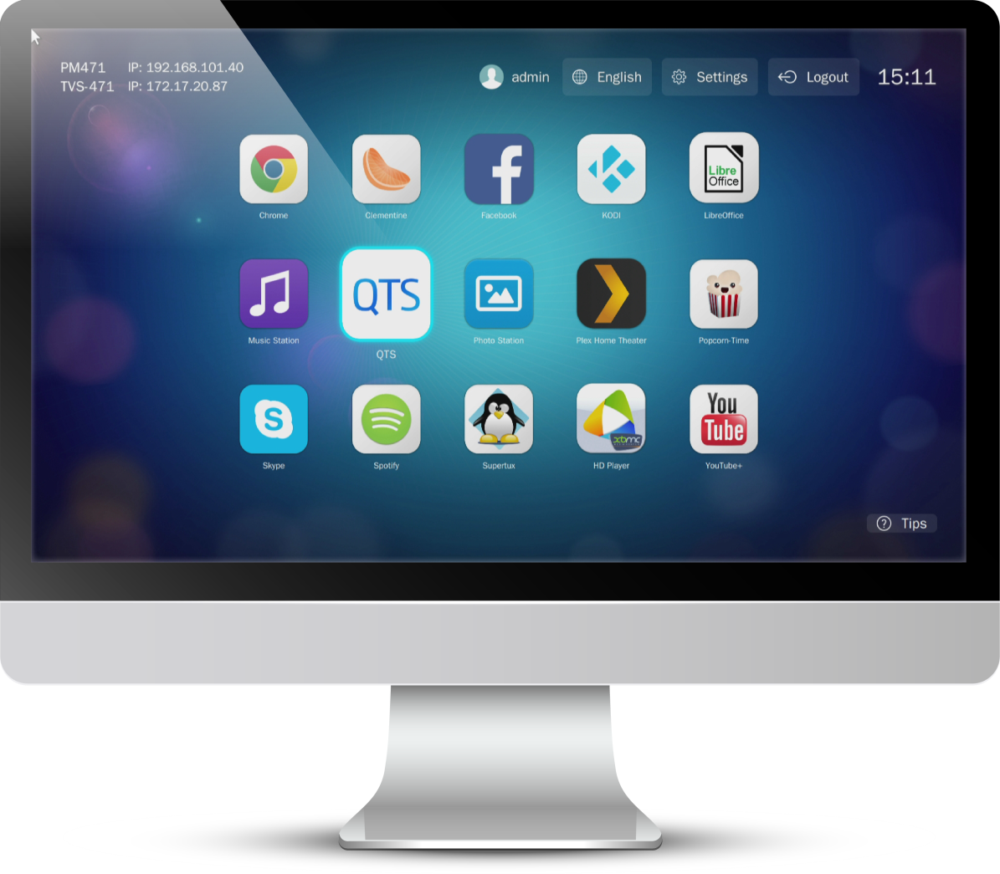 PM471 IP: 192.168.101.40
TVS-471 IP: 172.17.20.87
admin English Settings Logout 15:11
Libre
Office
Chrome Clementine Facebook KODI LibreOffice
QTS
Music Station QTS Photo Station Plex Home Theater Popcorn-Time
S
You
Tube
xbmc
Skype Spotify Supertux HD Player YouTube+
? Tips